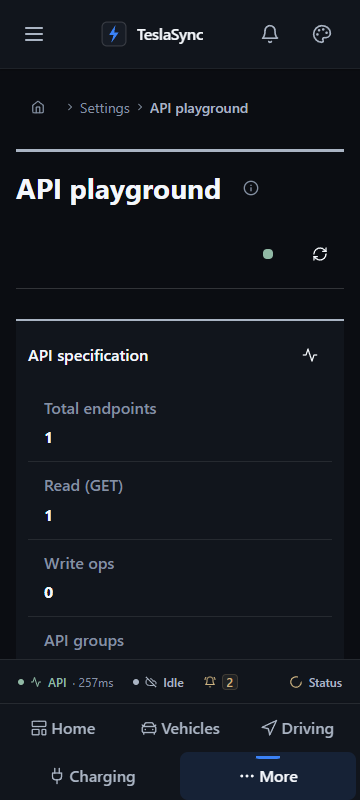 TeslaSync
Settings
API playground
API playground
API specification
Total endpoints
1
Read (GET)
1
Write ops
0
API groups
API · 257ms
Idle
2
Status
Home
Vehicles
Driving
Charging
More